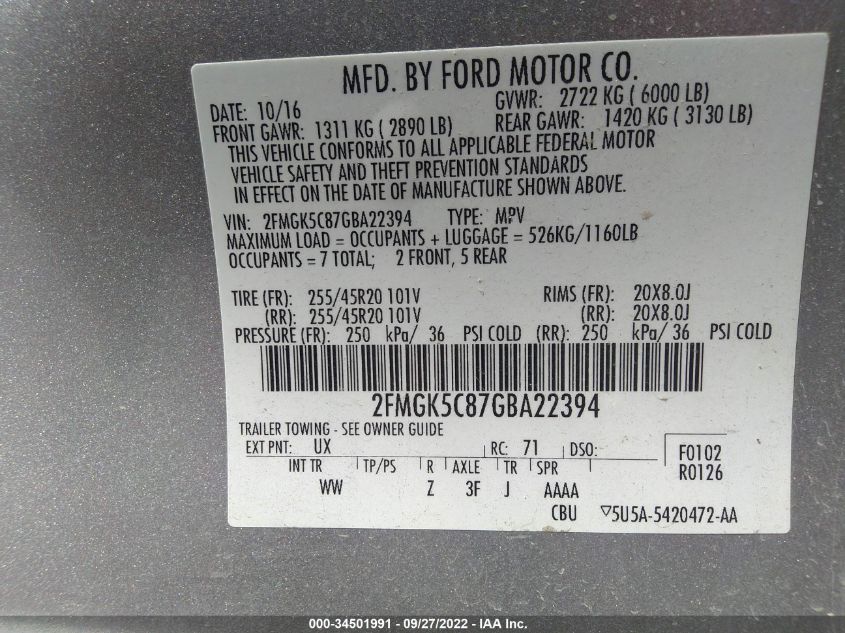 MFD. BY FORD MOTOR CO.
DATE: 10/16 GVWR: 2722 KG ( 6000 LB)
FRONT GAWR: 1311 KG ( 2890 LB) REAR GAWR: 1420 KG ( 3130 LB)
THIS VEHICLE CONFORMS TO ALL APPLICABLE FEDERAL MOTOR
VEHICLE SAFETY AND THEFT PREVENTION STANDARDS
IN EFFECT ON THE DATE OF MANUFACTURE SHOWN ABOVE.
VIN: 2FMGK5C87GBA22394 TYPE: MPV
MAXIMUM LOAD = OCCUPANTS + LUGGAGE = 526KG/1160LB
OCCUPANTS = 7 TOTAL; 2 FRONT, 5 REAR
TIRE (FR): 255/45R20 101V RIMS (FR): 20X8.0J
(RR): 255/45R20 101V (RR): 20X8.0J
PRESSURE (FR): 250 kPa/ 36 PSI COLD (RR): 250 kPa/ 36 PSI COLD
2FMGK5C87GBA22394
TRAILER TOWING - SEE OWNER GUIDE
EXT PNT: UX RC: 71 DSO: F0102
INT TR TP/PS R AXLE TR SPR R0126
WW Z 3F J AAAA
CBU ▽5U5A-5420472-AA
000-34501991 - 09/27/2022 - IAA Inc.